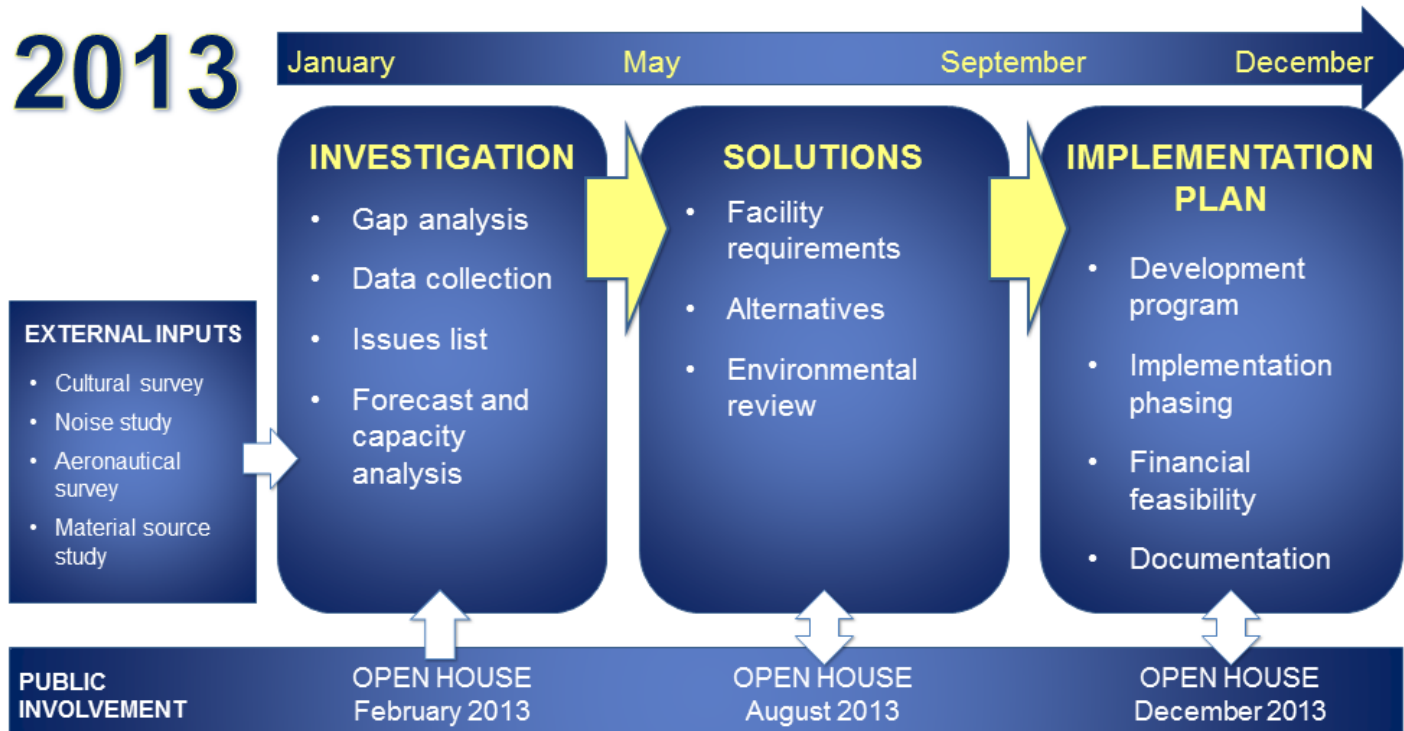 2013
January
May
September
December
INVESTIGATION
• Gap analysis
• Data collection
• Issues list
• Forecast and
capacity
analysis
SOLUTIONS
• Facility
requirements
• Alternatives
• Environmental
review
IMPLEMENTATION
PLAN
• Development
program
• Implementation
phasing
• Financial
feasibility
• Documentation
EXTERNAL INPUTS
• Cultural survey
• Noise study
• Aeronautical
survey
• Material source
study
PUBLIC
INVOLVEMENT
OPEN HOUSE
February 2013
OPEN HOUSE
August 2013
OPEN HOUSE
December 2013